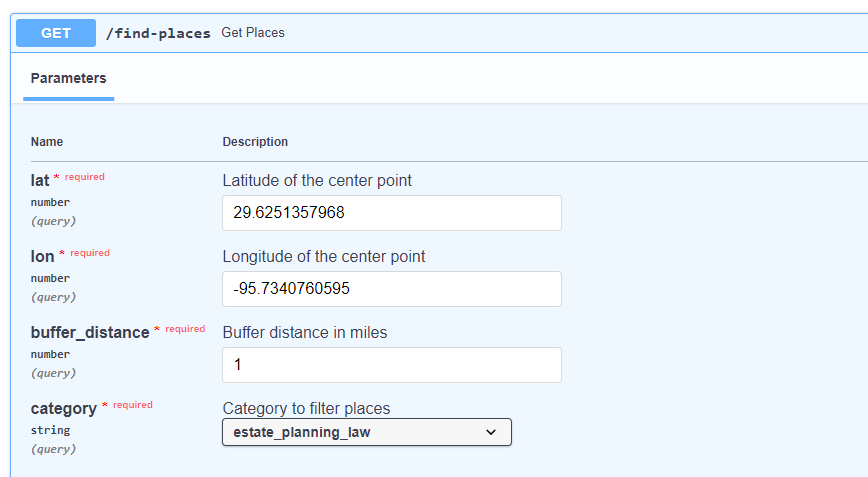 GET /find-places Get Places
Parameters
Name Description
lat * required Latitude of the center point
number 29.6251357968
(query)
lon * required Longitude of the center point
number -95.7340760595
(query)
buffer_distance * required Buffer distance in miles
number 1
(query)
category * required Category to filter places
string estate_planning_law
(query)